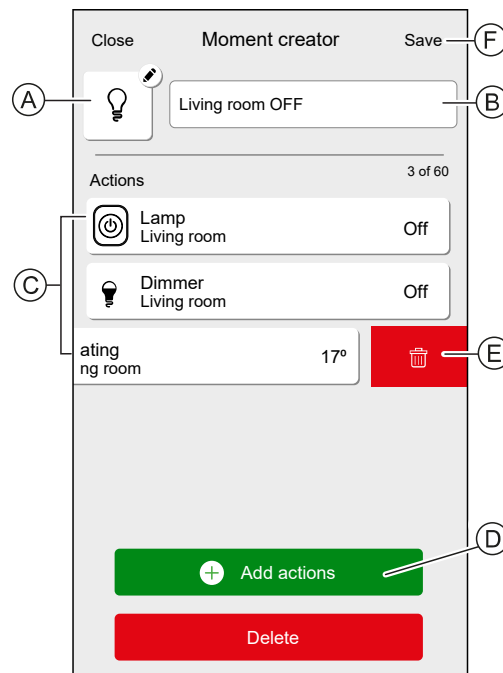 Close Moment creator Save F
A Living room OFF B
Actions 3 of 60
Lamp
Living room Off
C
Dimmer
Living room Off
ating
ng room 17º E
D
Add actions
Delete